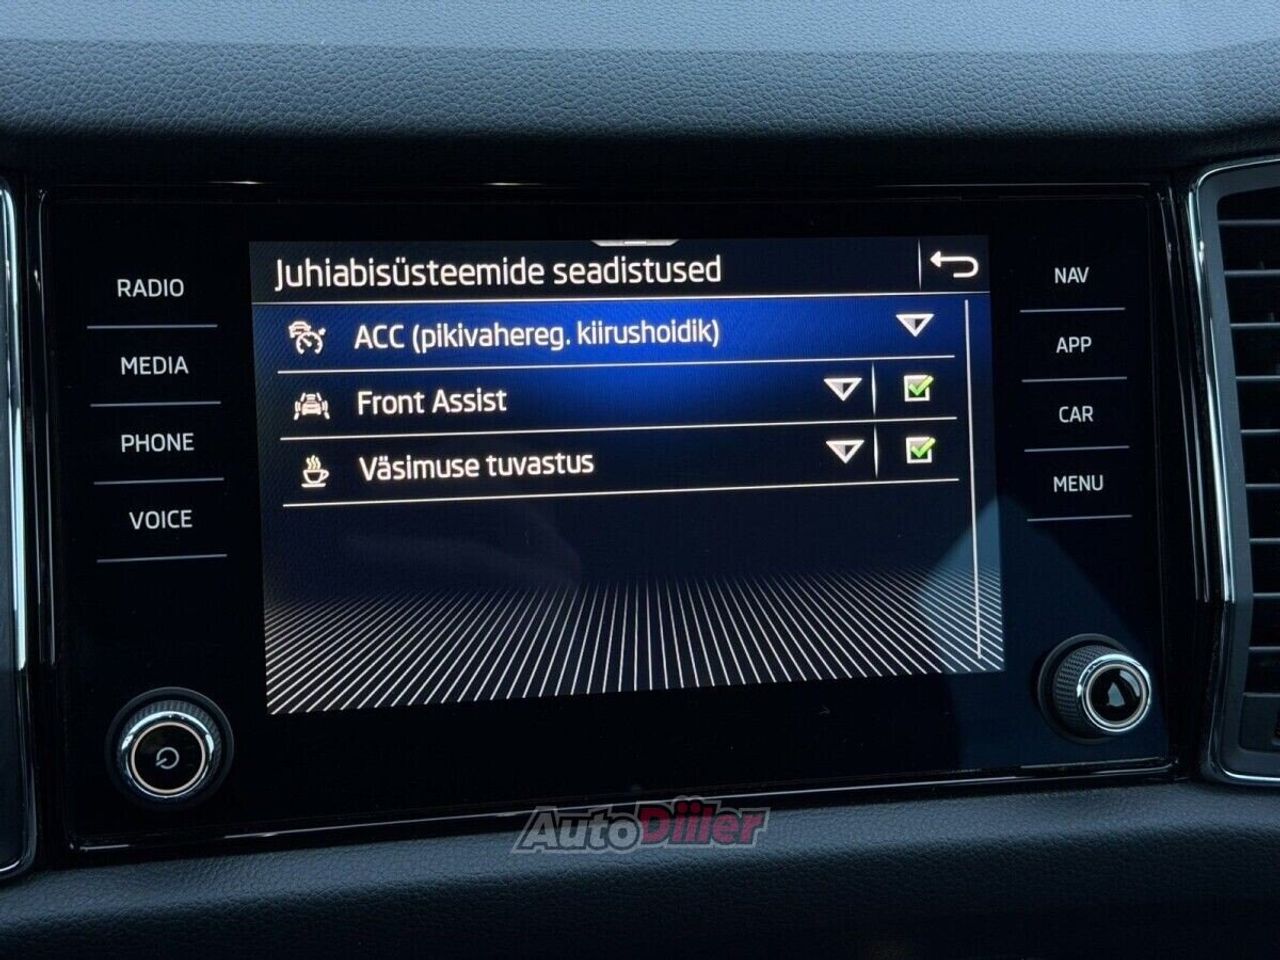 Juhiabisüsteemide seadistused
ACC (pikivahereg. kiirushoidik)
Front Assist
Väsimuse tuvastus
RADIO
MEDIA
PHONE
VOICE
NAV
APP
CAR
MENU
AutoDiiler